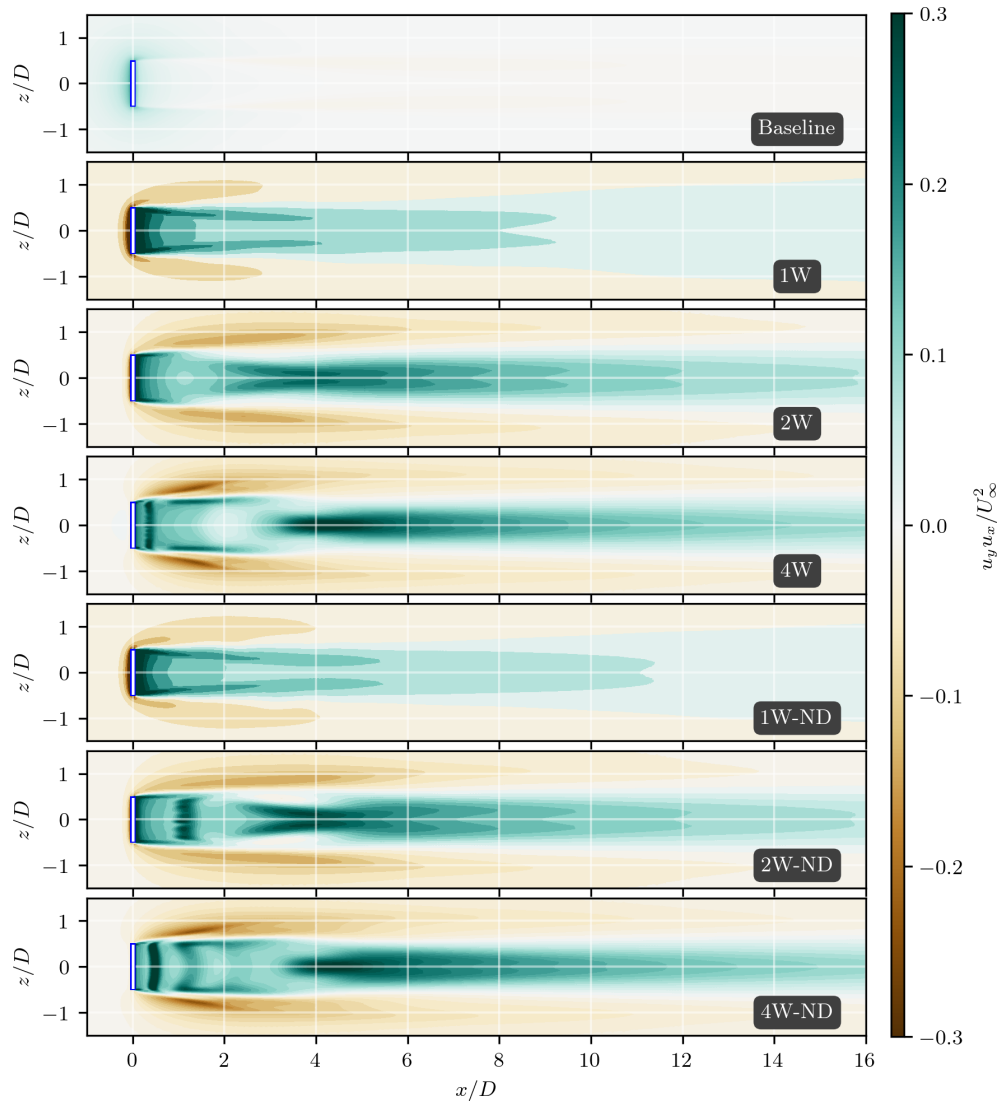 1
z/D
0
−1
Baseline
1
z/D
0
−1
1W
1
z/D
0
−1
2W
1
z/D
0
−1
4W
1
z/D
0
−1
1W-ND
1
z/D
0
−1
2W-ND
1
z/D
0
−1
4W-ND
0 2 4 6 8 10 12 14 16
x/D
0.3
0.2
0.1
0.0
−0.1
−0.2
−0.3
u_y u_x/U_∞^2